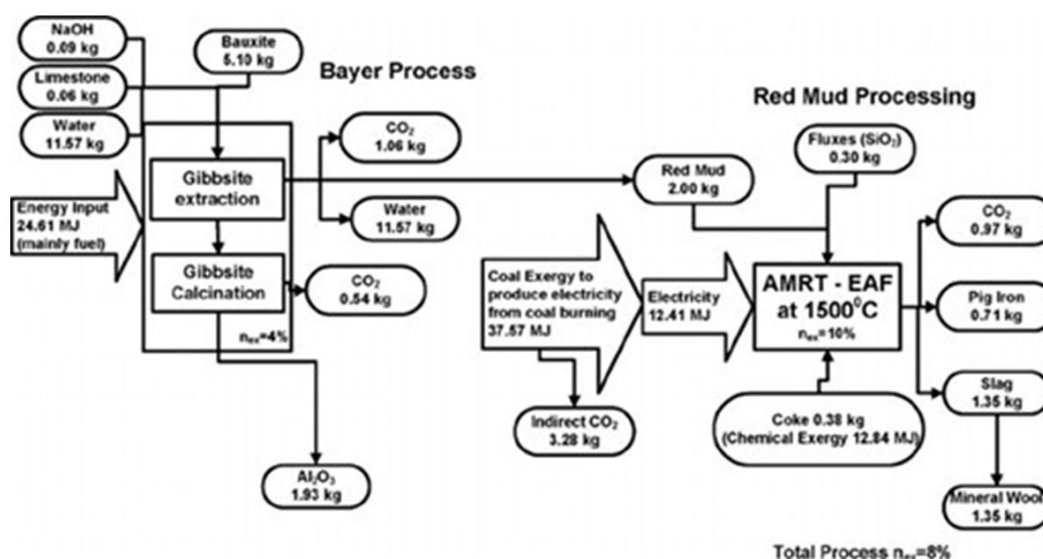 NaOH
0.09 kg
Limestone
0.06 kg
Water
11.57 kg
Bauxite
5.10 kg
Bayer Process
Energy Input
24.61 MJ
(mainly fuel)
Gibbsite
extraction
Gibbsite
Calcination
nₑₓ=4%
CO₂
1.06 kg
Water
11.57 kg
CO₂
0.54 kg
Al₂O₃
1.93 kg
Red Mud Processing
Red Mud
2.00 kg
Fluxes (SiO₂)
0.30 kg
Coal Exergy to
produce electricity
from coal burning
37.57 MJ
Electricity
12.41 MJ
AMRT - EAF
at 1500⁰C
nₑₓ=10%
Indirect CO₂
3.28 kg
Coke 0.38 kg
(Chemical Exergy 12.84 MJ)
CO₂
0.97 kg
Pig Iron
0.71 kg
Slag
1.35 kg
Mineral Wool
1.35 kg
Total Process nₑₓ=8%